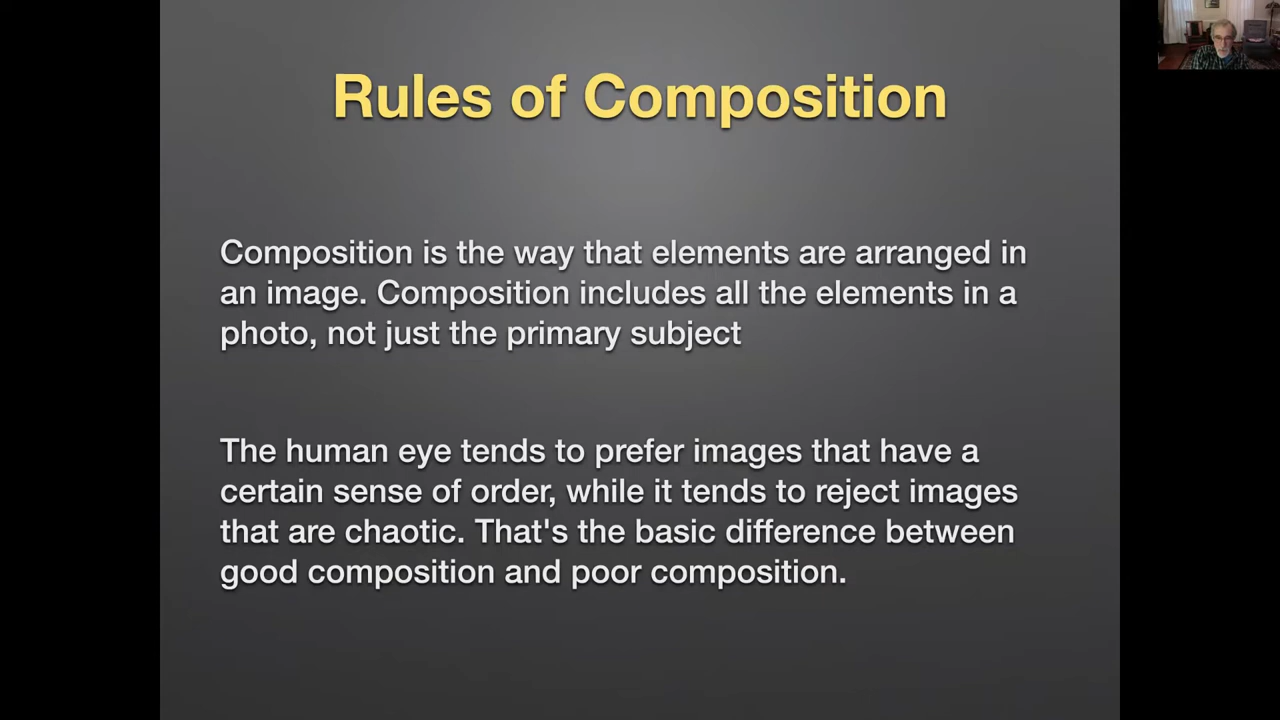 Rules of Composition
Composition is the way that elements are arranged in
an image. Composition includes all the elements in a
photo, not just the primary subject
The human eye tends to prefer images that have a
certain sense of order, while it tends to reject images
that are chaotic. That's the basic difference between
good composition and poor composition.